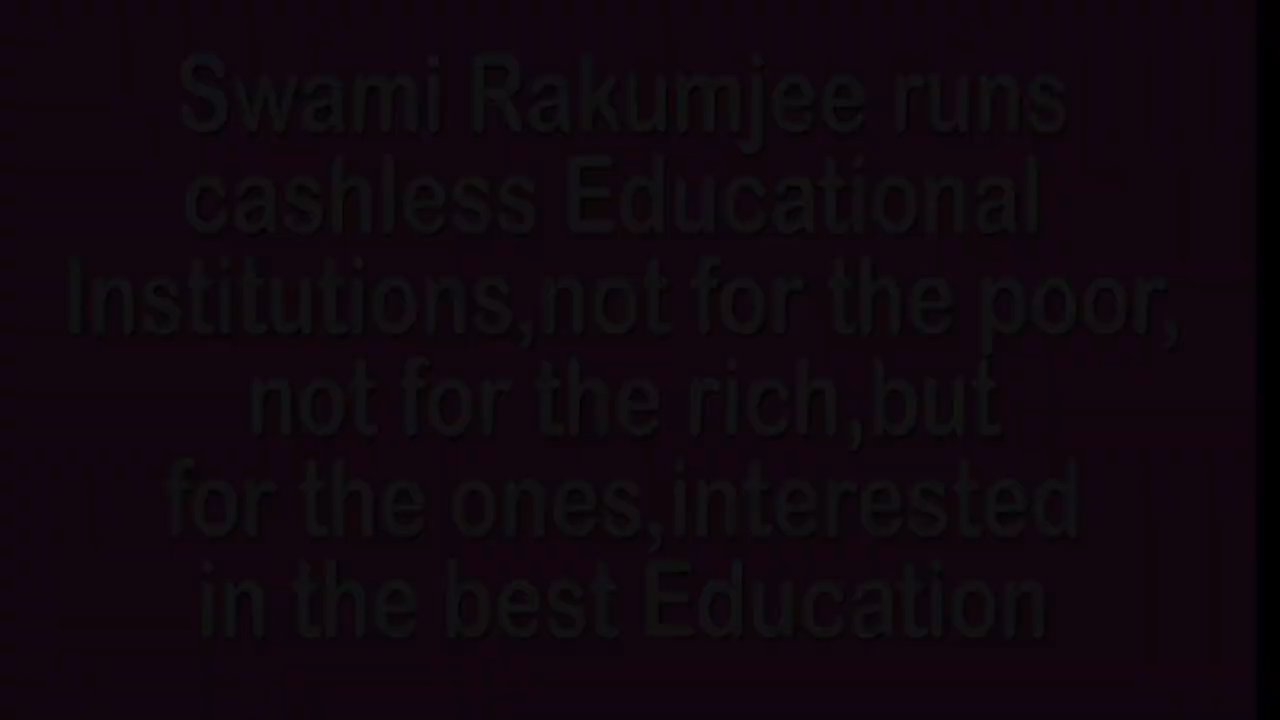 Swami Rakumjee runs
cashless Educational
Institutions,not for the poor,
not for the rich,but
for the ones,interested
in the best Education